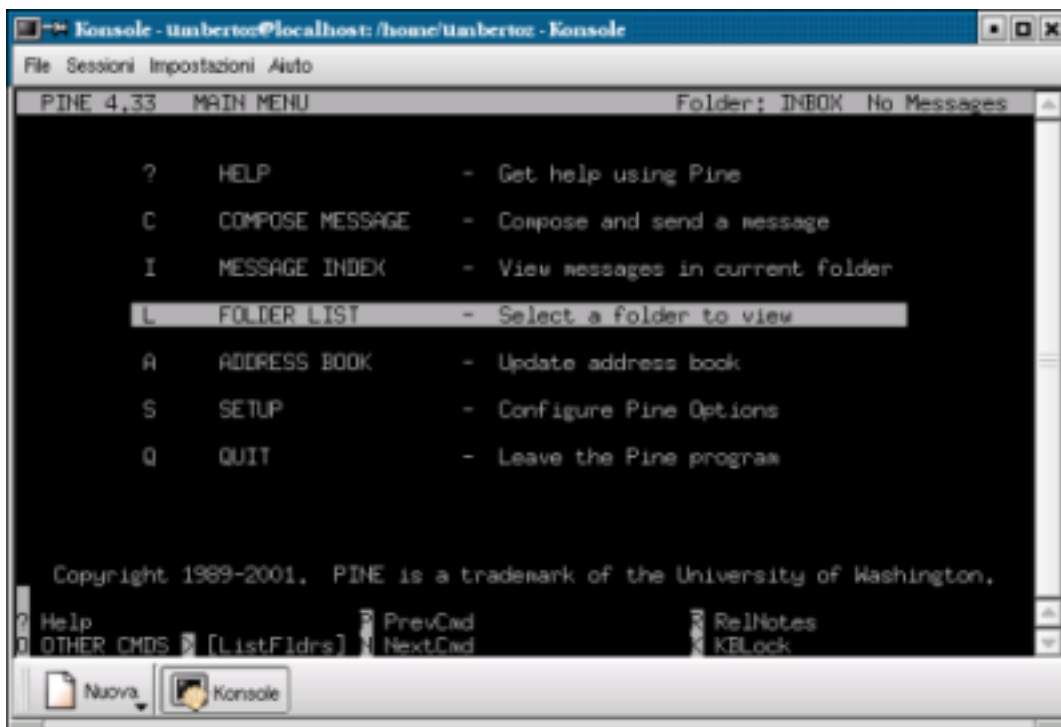 Konsole - umbertoz@localhost: /home/umbertoz - Konsole
File Sessioni Impostazioni Aiuto
PINE 4.33 MAIN MENU Folder: INBOX No Messages
? HELP - Get help using Pine
C COMPOSE MESSAGE - Compose and send a message
I MESSAGE INDEX - View messages in current folder
L FOLDER LIST - Select a folder to view
A ADDRESS BOOK - Update address book
S SETUP - Configure Pine Options
Q QUIT - Leave the Pine program
Copyright 1989-2001. PINE is a trademark of the University of Washington.
? Help P PrevCmd R RelNotes
O OTHER CMDS > [ListFldrs] N NextCmd K KBLock
Nuova Konsole